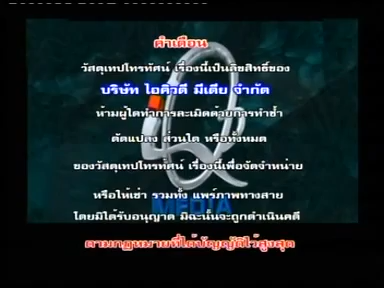 คำเตือน
วัสดุเทปโทรทัศน์ เรื่องนี้เป็นลิขสิทธิ์ของ
บริษัท ไอคิวดี มีเดีย จำกัด
ห้ามผู้ใดทำการละเมิดด้วยการทำซ้ำ
ดัดแปลง ส่วนใด หรือทั้งหมด
ของวัสดุเทปโทรทัศน์ เรื่องนี้เพื่อจัดจำหน่าย
หรือให้เช่า รวมทั้ง แพร่ภาพทางสาย
โดยมิได้รับอนุญาต มิฉะนั้นจะถูกดำเนินคดี
MEDIA
ตามกฎหมายที่ได้บัญญัติไว้สูงสุด